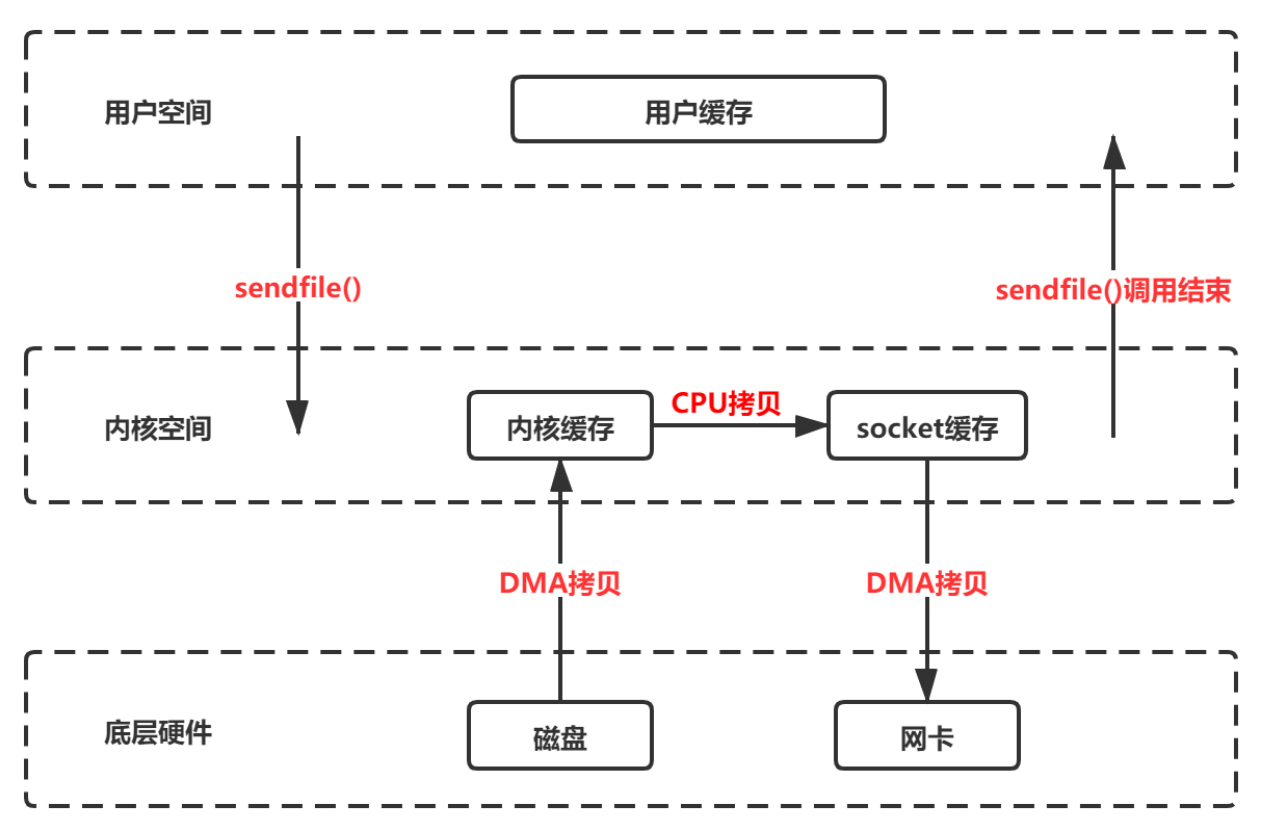 用户空间
用户缓存
sendfile()
sendfile()调用结束
内核空间
内核缓存
CPU拷贝
socket缓存
DMA拷贝
DMA拷贝
底层硬件
磁盘
网卡